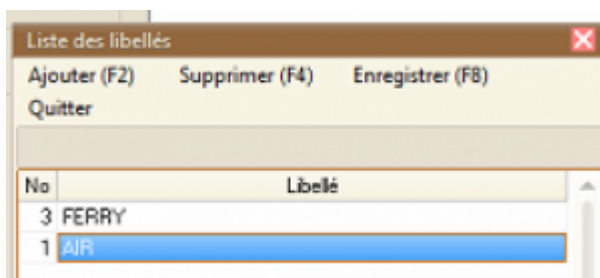 Liste des libellés
Ajouter (F2) Supprimer (F4) Enregistrer (F8)
Quitter
No Libellé
3 FERRY
1 AIR